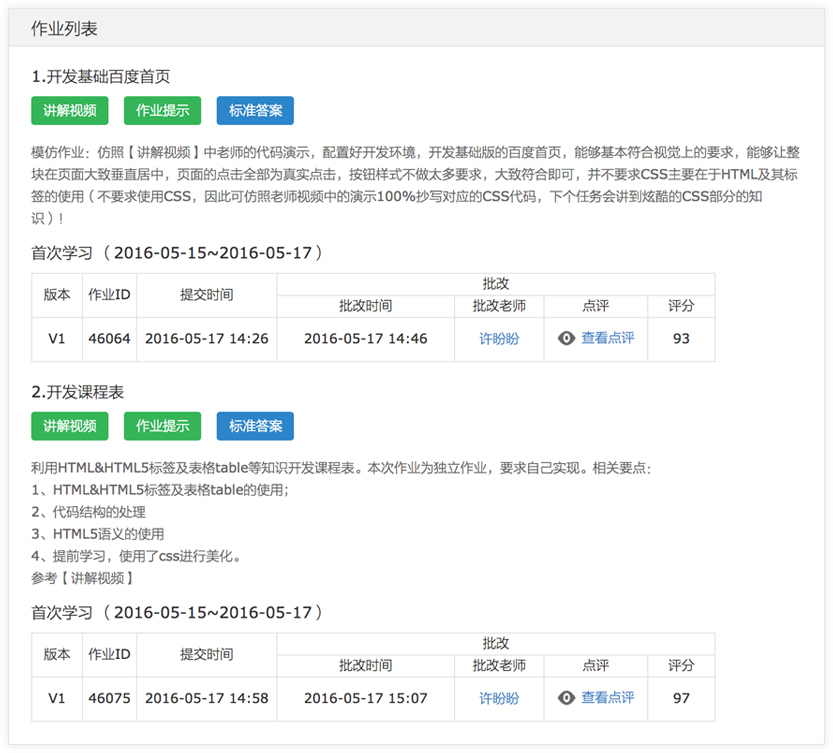 作业列表
1.开发基础百度首页
讲解视频 作业提示 标准答案
模仿作业：仿照【讲解视频】中老师的代码演示，配置好开发环境，开发基础版的百度首页，能够基本符合视觉上的要求，能够让整
块在页面大致垂直居中，页面的点击全部为真实点击，按钮样式不做太多要求，大致符合即可，并不要求CSS主要在于HTML及其标
签的使用（不要求使用CSS，因此可仿照老师视频中的演示100%抄写对应的CSS代码，下个任务会讲到炫酷的CSS部分的知
识）！
首次学习 （2016-05-15~2016-05-17）
版本 作业ID 提交时间 批改
批改时间 批改老师 点评 评分
V1 46064 2016-05-17 14:26 2016-05-17 14:46 许盼盼 0 查看点评 93
2.开发课程表
讲解视频 作业提示 标准答案
利用HTML&HTML5标签及表格table等知识开发课程表。本次作业为独立作业，要求自己实现。相关要点：
1、HTML&HTML5标签及表格table的使用；
2、代码结构的处理
3、HTML5语义的使用
4、提前学习，使用了css进行美化。
参考【讲解视频】
首次学习 （2016-05-15~2016-05-17）
版本 作业ID 提交时间 批改
批改时间 批改老师 点评 评分
V1 46075 2016-05-17 14:58 2016-05-17 15:07 许盼盼 0 查看点评 97